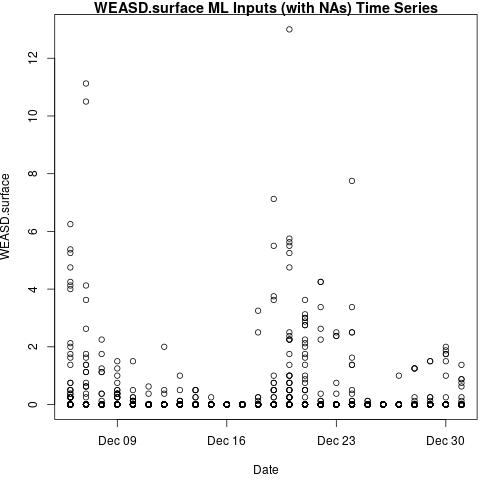 WEASD.surface ML Inputs (with NAs) Time Series
12
10
8
6
4
2
0
WEASD.surface
Dec 09 Dec 16 Dec 23 Dec 30
Date